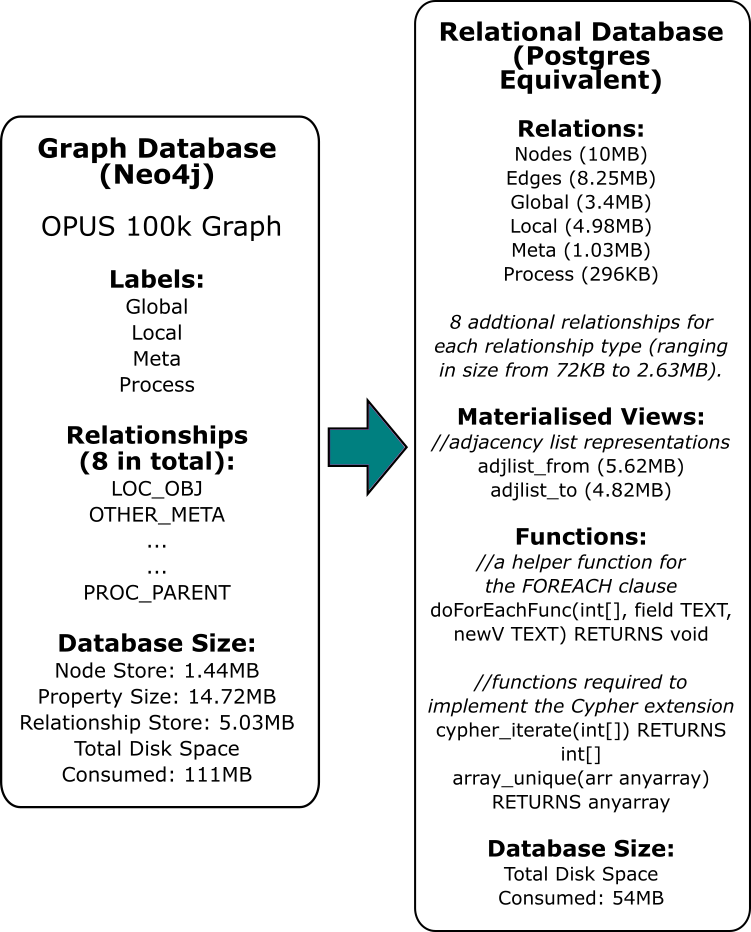 Graph Database
(Neo4j)
OPUS 100k Graph
Labels:
Global
Local
Meta
Process
Relationships
(8 in total):
LOC_OBJ
OTHER_META
...
...
PROC_PARENT
Database Size:
Node Store: 1.44MB
Property Size: 14.72MB
Relationship Store: 5.03MB
Total Disk Space
Consumed: 111MB
Relational Database
(Postgres
Equivalent)
Relations:
Nodes (10MB)
Edges (8.25MB)
Global (3.4MB)
Local (4.98MB)
Meta (1.03MB)
Process (296KB)
8 addtional relationships for
each relationship type (ranging
in size from 72KB to 2.63MB).
Materialised Views:
//adjacency list representations
adjlist_from (5.62MB)
adjlist_to (4.82MB)
Functions:
//a helper function for
the FOREACH clause
doForEachFunc(int[], field TEXT,
newV TEXT) RETURNS void
//functions required to
implement the Cypher extension
cypher_iterate(int[]) RETURNS
int[]
array_unique(arr anyarray)
RETURNS anyarray
Database Size:
Total Disk Space
Consumed: 54MB